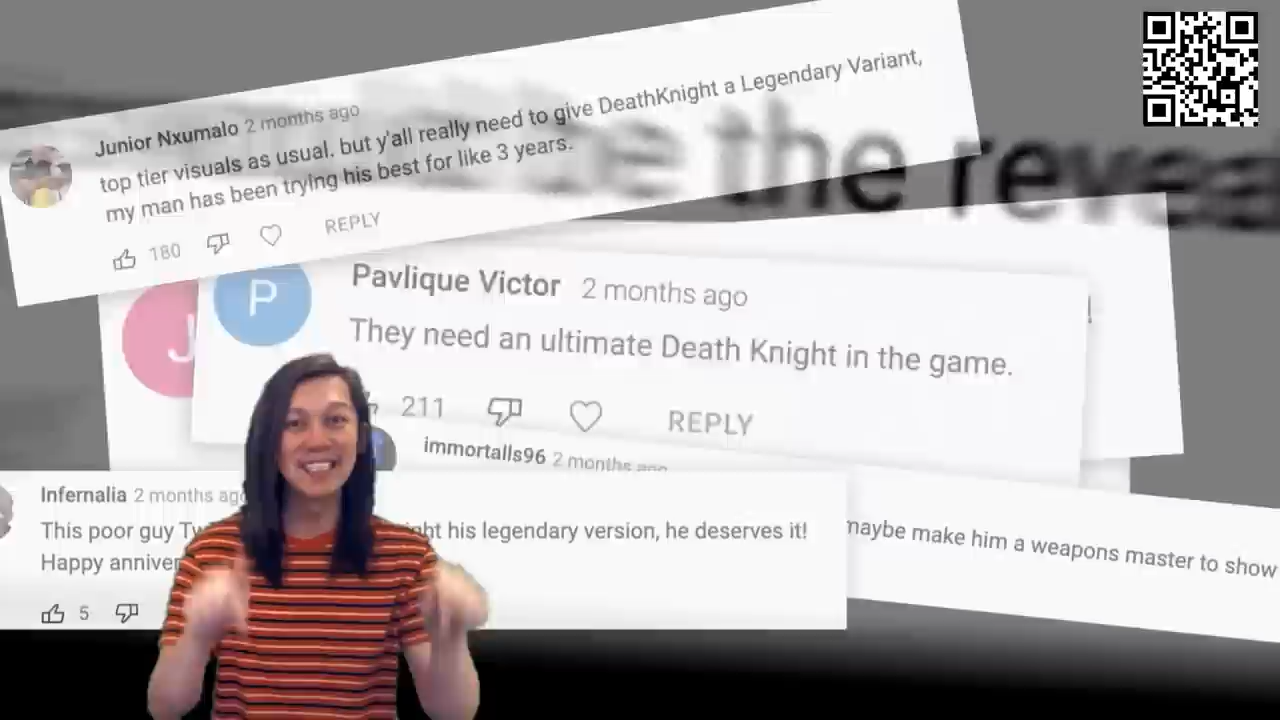 Junior Nxumalo 2 months ago
top tier visuals as usual. but y'all really need to give DeathKnight a Legendary Variant,
my man has been trying his best for like 3 years.
180 REPLY
the revea
J
P
Pavlique Victor 2 months ago
!
They need an ultimate Death Knight in the game.
211 REPLY
immortalls96 2 months ago
Infernalia 2 months ago
This poor guy ght his legendary version, he deserves it!
Happy anniver
maybe make him a weapons master to show
5